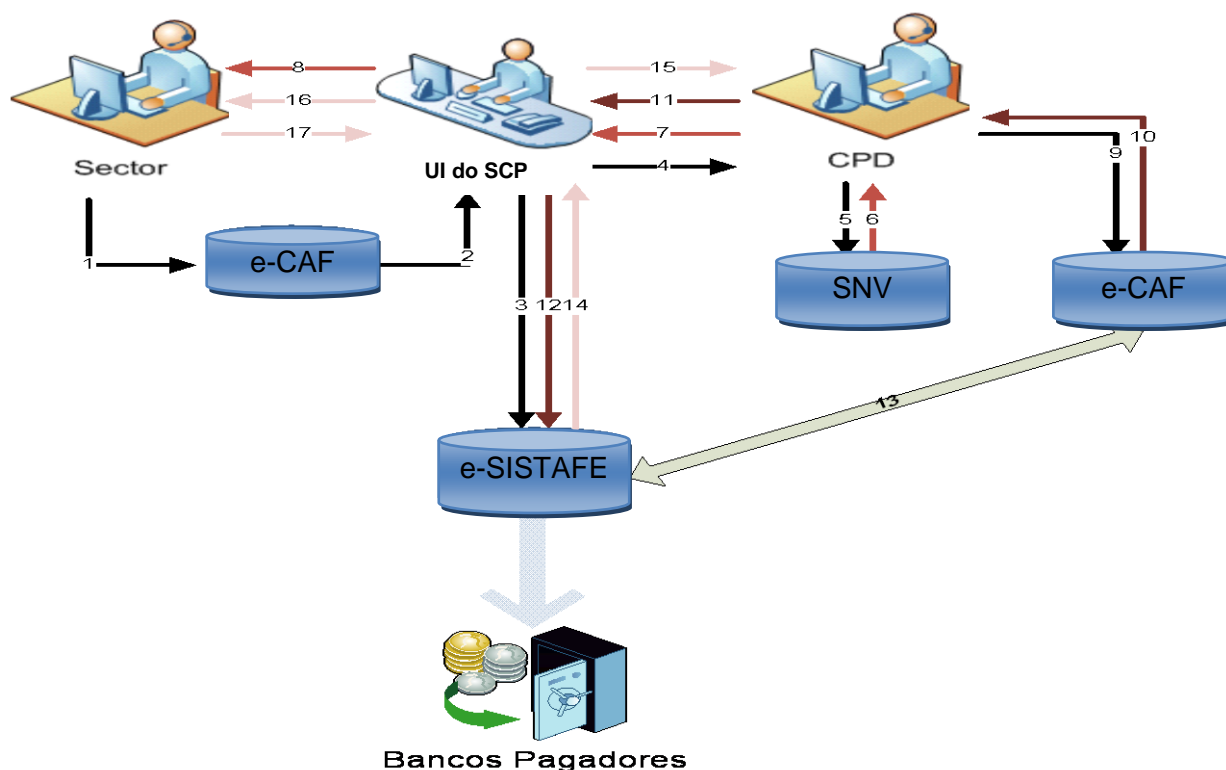 8
15
16
11
17
7
4
10
9
Sector
UI do SCP
CPD
5
6
1
e-CAF
2
SNV
e-CAF
3
12
14
13
e-SISTAFE
Bancos Pagadores